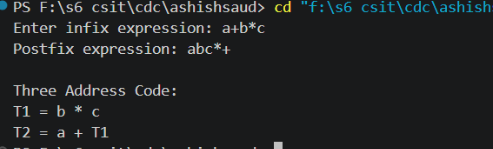 PS F:\s6 csit\cdc\ashishsaud> cd "f:\s6 csit\cdc\ashish
Enter infix expression: a+b*c
Postfix expression: abc*+
Three Address Code:
T1 = b * c
T2 = a + T1